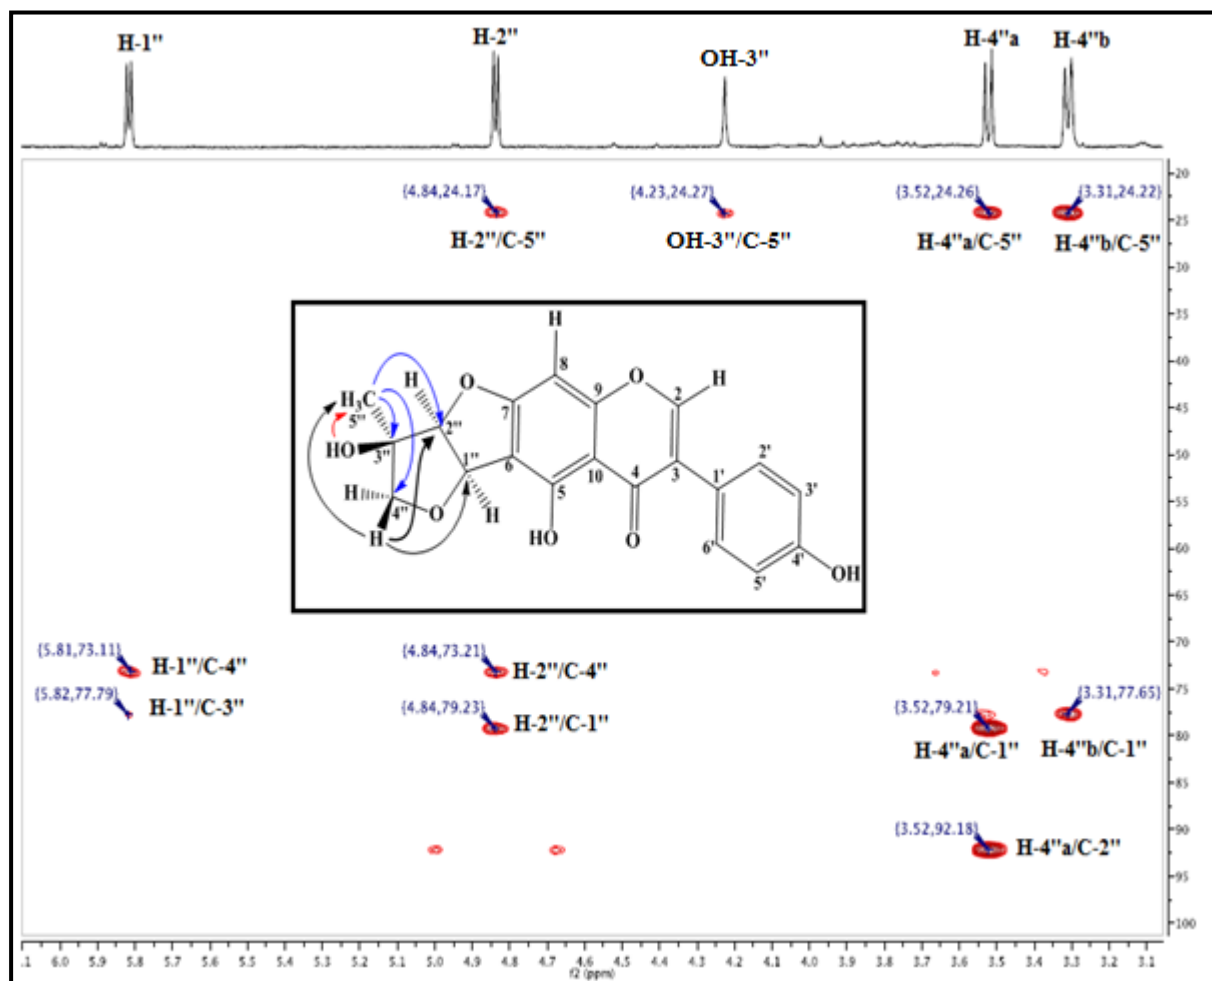 H-1" H-2" OH-3" H-4"a H-4"b
{4.84,24.17} {4.23,24.27} {3.52,24.26} {3.31,24.22}
H-2"/C-5" OH-3"/C-5" H-4"a/C-5" H-4"b/C-5"
H
H O 8 9 O 2 H
H3C 7
5" 2"
HO 3" 1" 6 10 4 3 1' 2' 3'
H 5
4" O H
H HO O 6' 5' 4' OH
{5.81,73.11} H-1"/C-4" {4.84,73.21} H-2"/C-4"
{5.82,77.79} H-1"/C-3" {4.84,79.23} H-2"/C-1" {3.52,79.21} {3.31,77.65}
H-4"a/C-1" H-4"b/C-1"
{3.52,92.18} H-4"a/C-2"
20
25
30
35
40
45
50
55
60
65
70
75
80
85
90
95
100
.1 6.0 5.9 5.8 5.7 5.6 5.5 5.4 5.3 5.2 5.1 5.0 4.9 4.8 4.7 4.6 4.5 4.4 4.3 4.2 4.1 4.0 3.9 3.8 3.7 3.6 3.5 3.4 3.3 3.2 3.1
f2 (ppm)